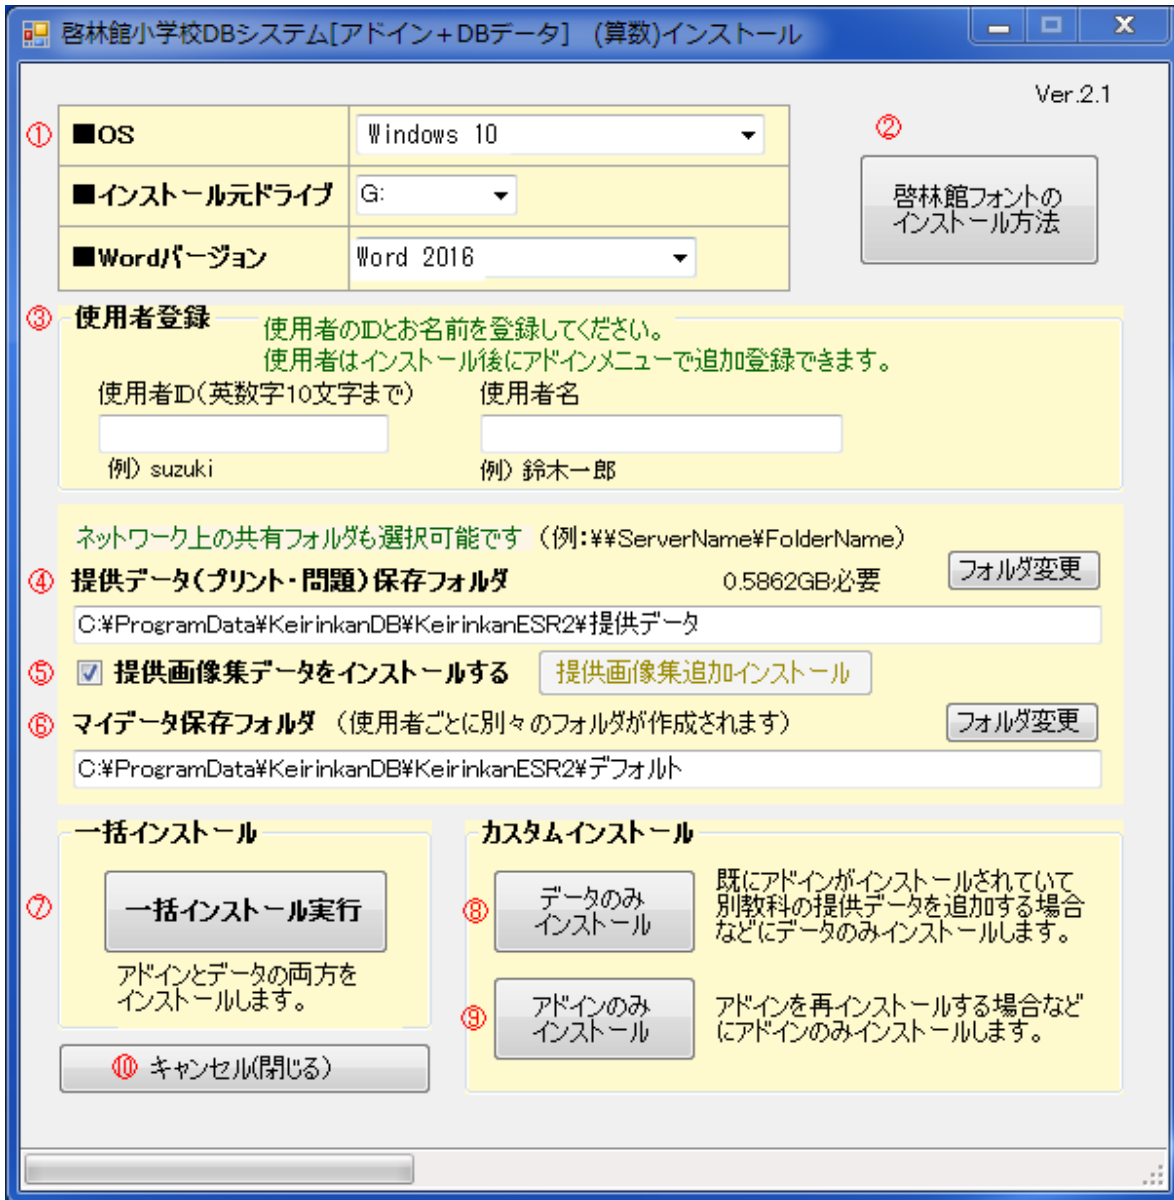 啓林館小学校DBシステム[アドイン+DBデータ] (算数)インストール
Ver.2.1
① ■OS Windows 10
②
■インストール元ドライブ G:
啓林館フォントの
インストール方法
■Wordバージョン Word 2016
③ 使用者登録
使用者のIDとお名前を登録してください。
使用者はインストール後にアドインメニューで追加登録できます。
使用者ID(英数字10文字まで) 使用者名
例) suzuki 例) 鈴木一郎
ネットワーク上の共有フォルダも選択可能です (例:¥¥ServerName¥FolderName)
④ 提供データ(プリント・問題)保存フォルダ 0.5862GB必要 フォルダ変更
C:¥ProgramData¥KeirinkanDB¥KeirinkanESR2¥提供データ
⑤ 提供画像集データをインストールする 提供画像集追加インストール
⑥ マイデータ保存フォルダ (使用者ごとに別々のフォルダが作成されます) フォルダ変更
C:¥ProgramData¥KeirinkanDB¥KeirinkanESR2¥デフォルト
一括インストール
⑦ 一括インストール実行
アドインとデータの両方を
インストールします。
カスタムインストール
⑧ データのみ
インストール
既にアドインがインストールされていて
別教科の提供データを追加する場合
などにデータのみインストールします。
⑨ アドインのみ
インストール
アドインを再インストールする場合など
にアドインのみインストールします。
⑩ キャンセル(閉じる)